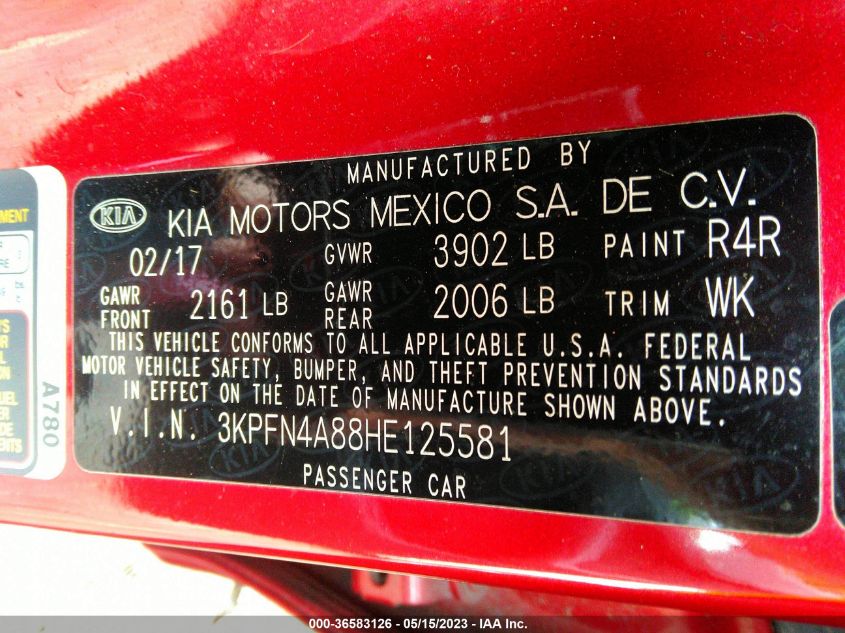 MANUFACTURED BY
KIA KIA MOTORS MEXICO S.A. DE C.V.
02/17 GVWR 3902 LB PAINT R4R
GAWR FRONT 2161 LB GAWR REAR 2006 LB TRIM WK
THIS VEHICLE CONFORMS TO ALL APPLICABLE U.S.A. FEDERAL
MOTOR VEHICLE SAFETY, BUMPER, AND THEFT PREVENTION STANDARDS
IN EFFECT ON THE DATE OF MANUFACTURE SHOWN ABOVE.
V.I.N. 3KPFN4A88HE125581
PASSENGER CAR
A780
000-36583126 - 05/15/2023 - IAA Inc.